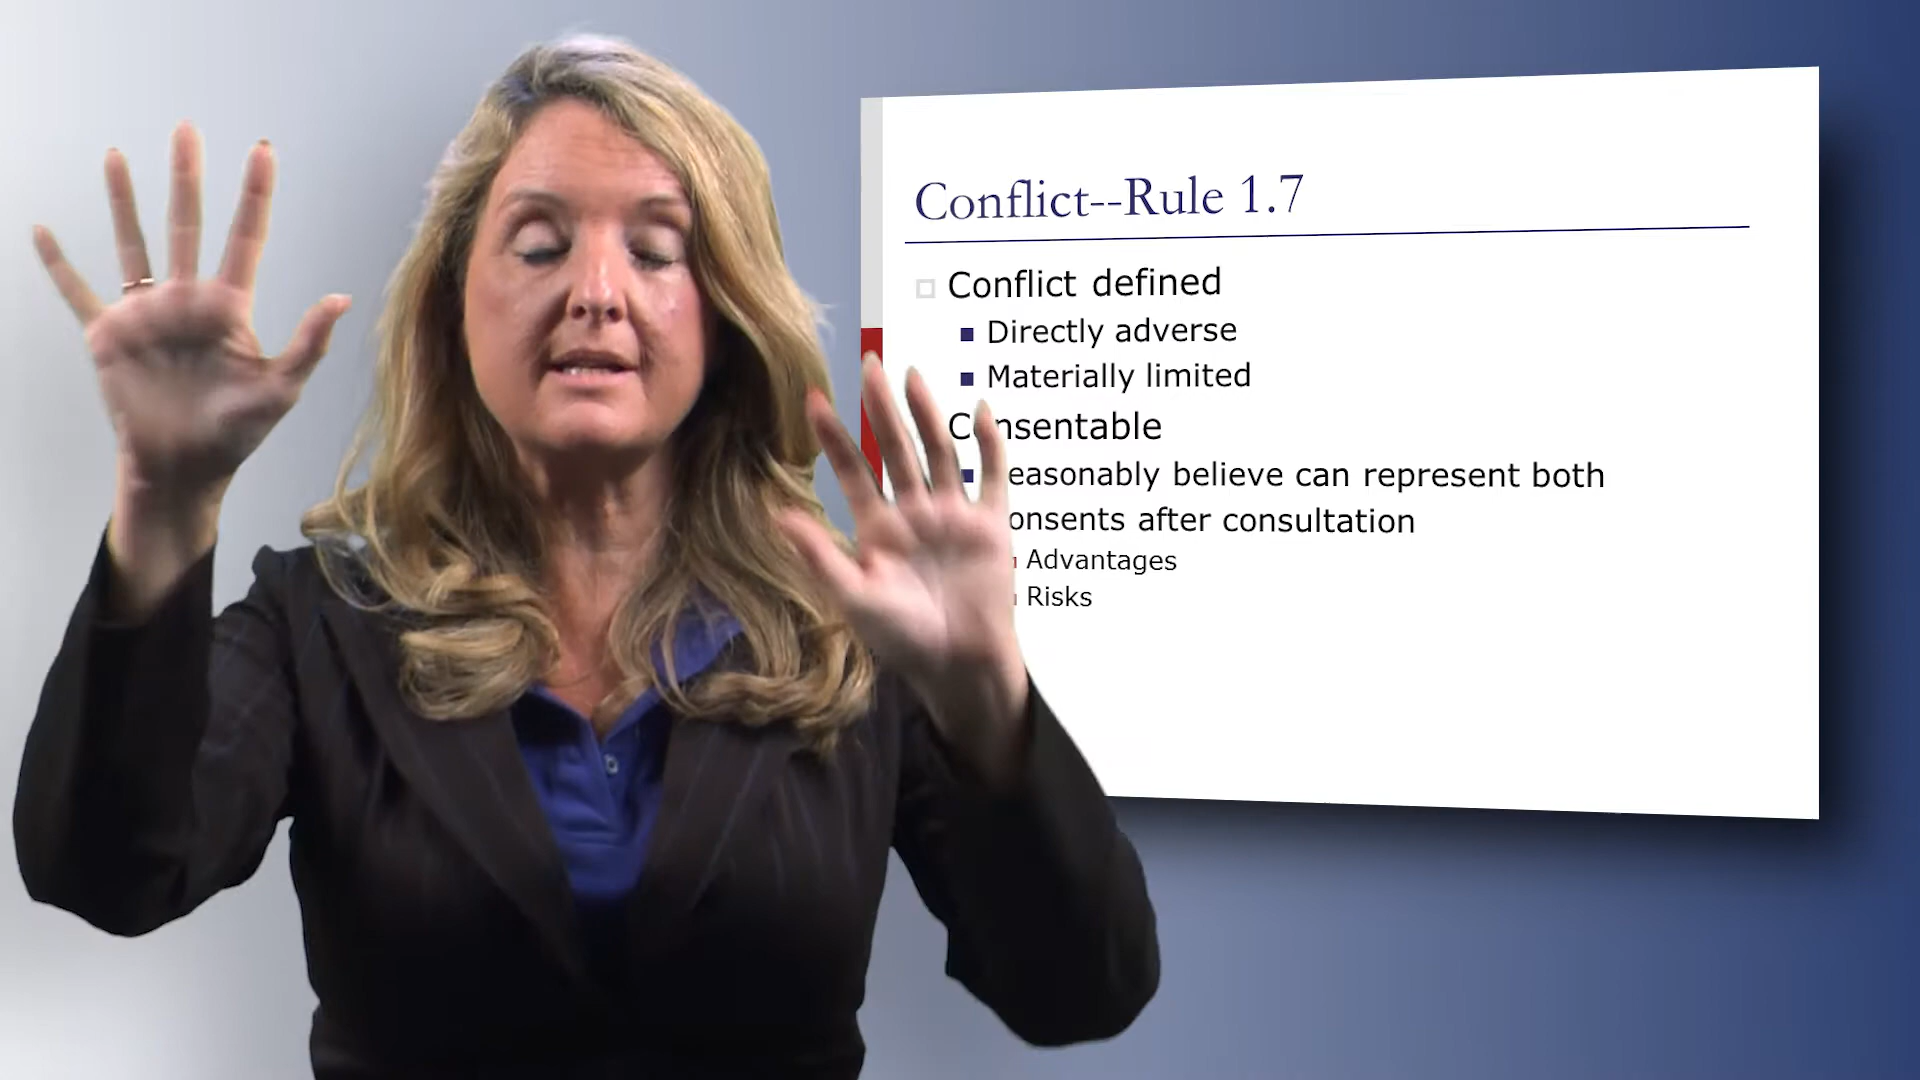 Conflict--Rule 1.7
Conflict defined
Directly adverse
Materially limited
Consentable
easonably believe can represent both
onsents after consultation
Advantages
Risks